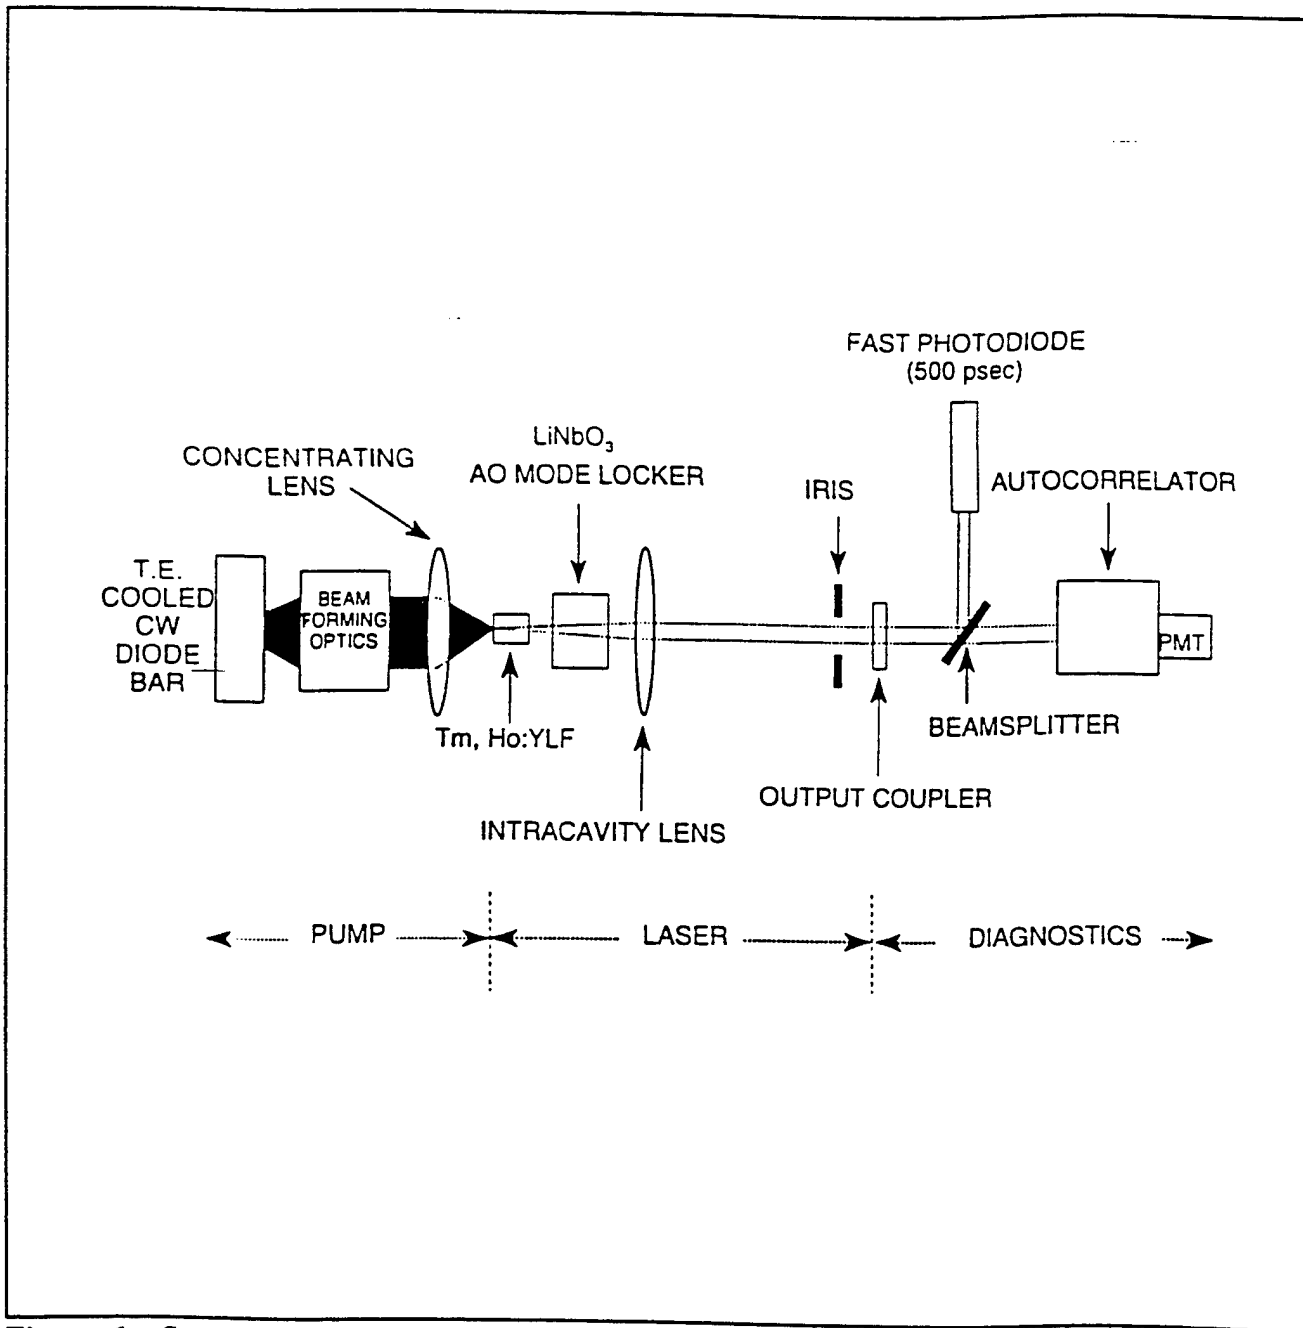 FAST PHOTODIODE
(500 psec)
LiNbO3
AO MODE LOCKER
CONCENTRATING
LENS
IRIS
AUTOCORRELATOR
T.E.
COOLED
CW
DIODE
BAR
BEAM
FORMING
OPTICS
PMT
Tm, Ho:YLF
BEAMSPLITTER
OUTPUT COUPLER
INTRACAVITY LENS
PUMP
LASER
DIAGNOSTICS